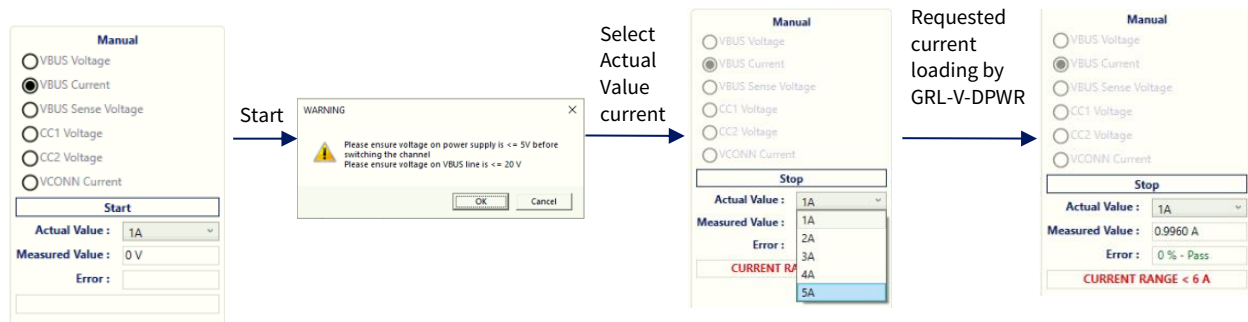 Manual
VBUS Voltage
VBUS Current
VBUS Sense Voltage
CC1 Voltage
CC2 Voltage
VCONN Current
Start
Actual Value : 1A
Measured Value : 0 V
Error :
Start
WARNING
Please ensure voltage on power supply is <= 5V before
switching the channel
Please ensure voltage on VBUS line is <= 20 V
OK Cancel
Select
Actual
Value
current
Manual
VBUS Voltage
VBUS Current
VBUS Sense Voltage
CC1 Voltage
CC2 Voltage
VCONN Current
Stop
Actual Value : 1A
Measured Value : 1A
2A
Error :
3A
CURRENT RA
4A
5A
Requested
current
loading by
GRL-V-DPWR
Manual
VBUS Voltage
VBUS Current
VBUS Sense Voltage
CC1 Voltage
CC2 Voltage
VCONN Current
Stop
Actual Value : 1A
Measured Value : 0.9960 A
Error : 0 % - Pass
CURRENT RANGE < 6 A